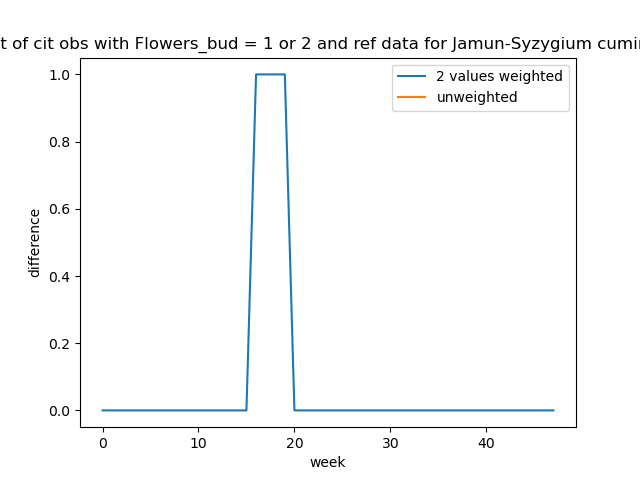 t of cit obs with Flowers_bud = 1 or 2 and ref data for Jamun-Syzygium cumin
2 values weighted
unweighted
1.0
0.8
0.6
0.4
0.2
0.0
difference
0 10 20 30 40
week